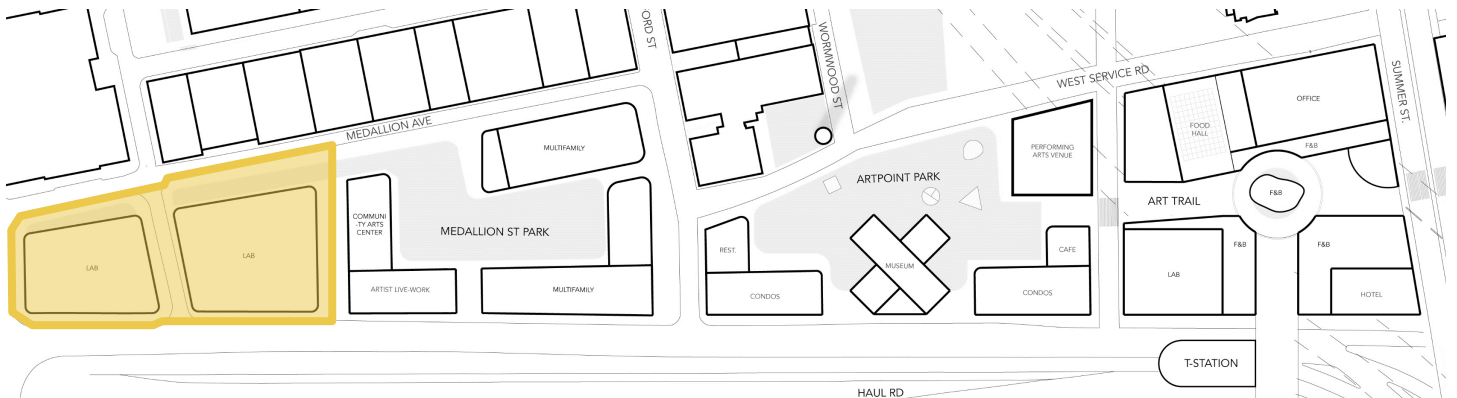 ORD ST
WORMWOOD ST
WEST SERVICE RD
SUMMER ST.
OFFICE
FOOD
HALL
F&B
MEDALLION AVE
MULTIFAMILY
PERFORMING
ARTS VENUE
ARTPOINT PARK
ART TRAIL
F&B
COMMUNI
-TY ARTS
CENTER
MEDALLION ST PARK
REST.
MUSEUM
CAFE
F&B
F&B
LAB
LAB
LAB
ARTIST LIVE-WORK
MULTIFAMILY
CONDOS
CONDOS
HOTEL
T-STATION
HAUL RD